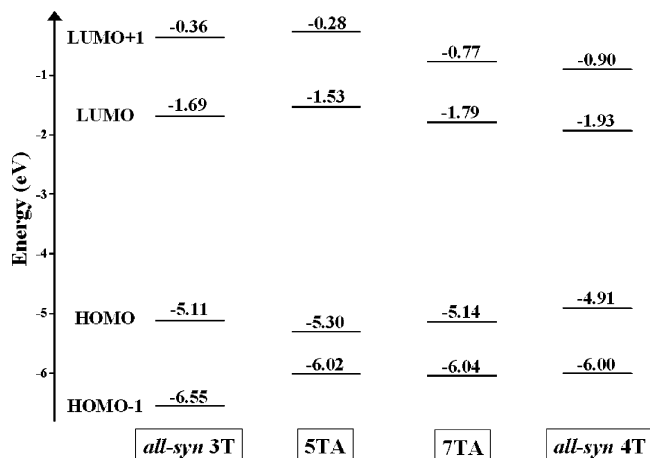 LUMO+1
-0.36
-0.28
-0.77
-0.90
-1
LUMO
-1.69
-1.53
-1.79
-1.93
-2
Energy (eV)
-4
HOMO
-5.11
-5.30
-5.14
-4.91
-5
-6.02
-6.04
-6.00
-6
HOMO-1
-6.55
all-syn 3T
5TA
7TA
all-syn 4T